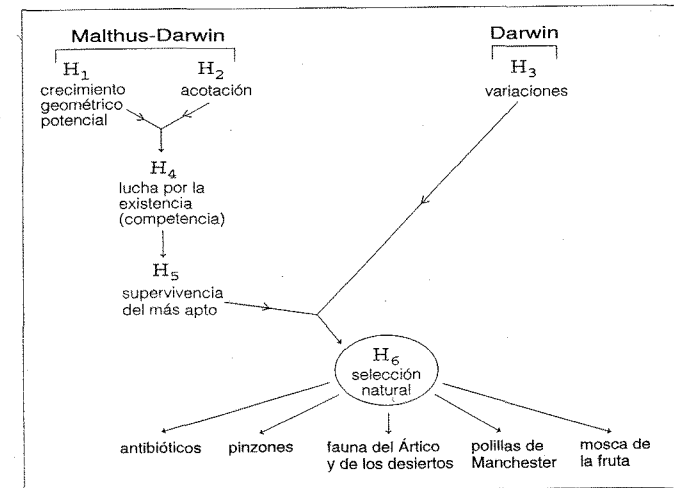 Malthus-Darwin
Darwin
H₁
H₂
H₃
crecimiento
geométrico
potencial
acotación
variaciones
H₄
lucha por la
existencia
(competencia)
H₅
supervivencia
del más apto
H₆
selección
natural
antibióticos
pinzones
fauna del Ártico
y de los desiertos
polillas de
Manchester
mosca de
la fruta